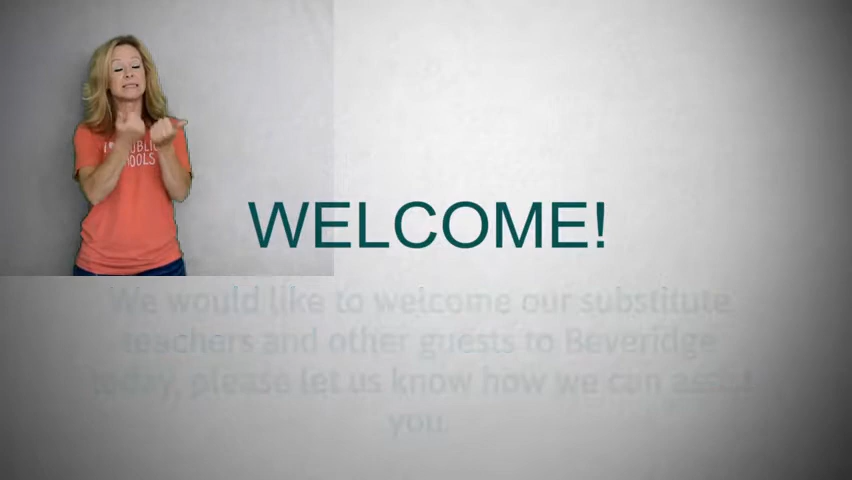 PUBLIC
WELCOME!
We would like to welcome our substitute
teachers and other guests to Beveridge
today, please let us know how we can assist
you.